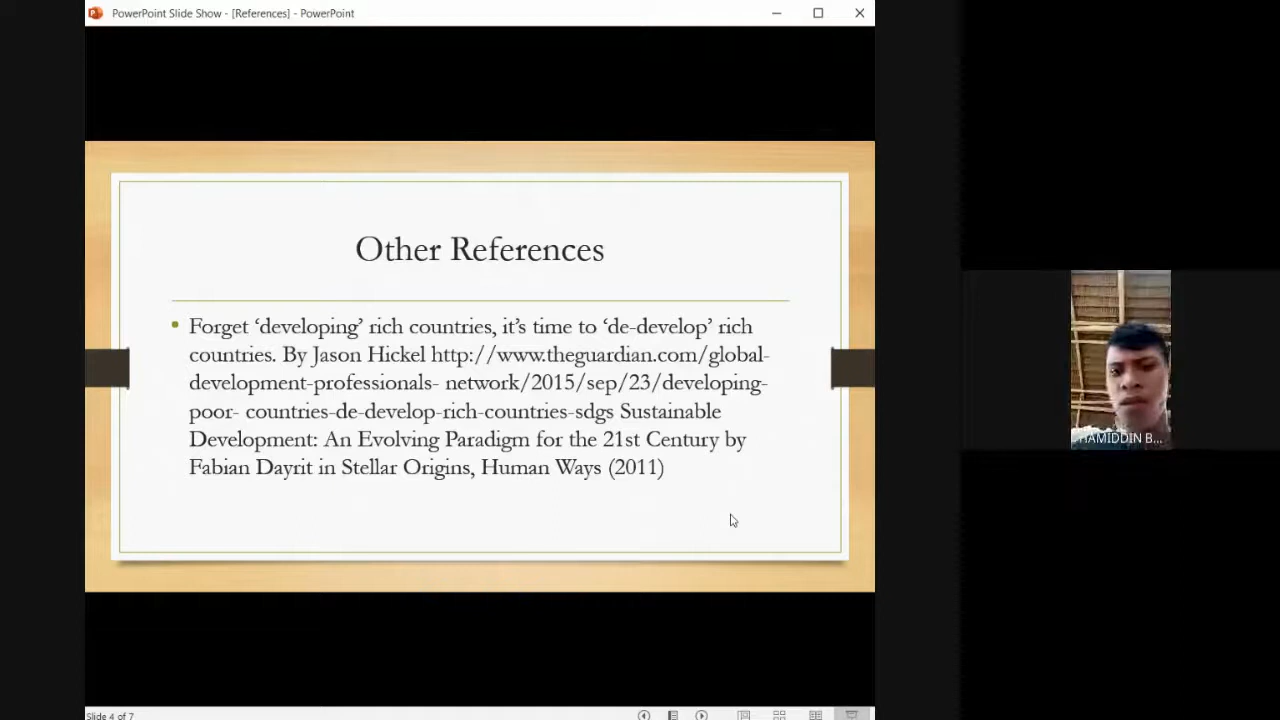 PowerPoint Slide Show - [References] - PowerPoint
Other References
• Forget ‘developing’ rich countries, it’s time to ‘de-develop’ rich
countries. By Jason Hickel http://www.theguardian.com/global-
development-professionals- network/2015/sep/23/developing-
poor- countries-de-develop-rich-countries-sdgs Sustainable
Development: An Evolving Paradigm for the 21st Century by
Fabian Dayrit in Stellar Origins, Human Ways (2011)
HAMIDDIN B...
Slide 4 of 7